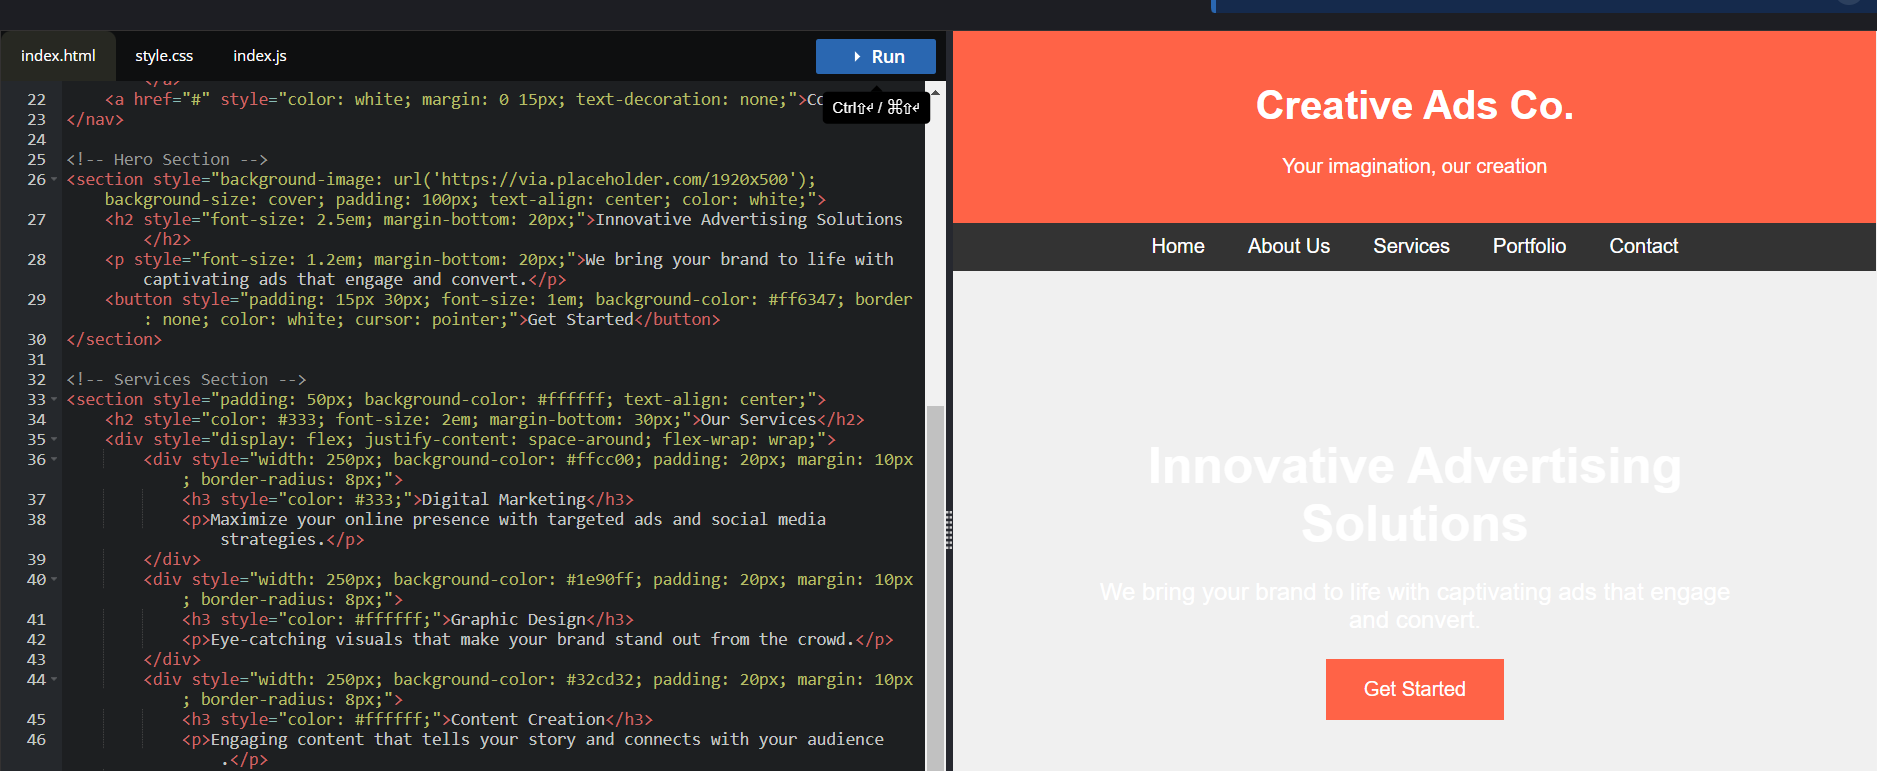 index.html
style.css
index.js
Run
Ctrl⇧⏎ / ⌘⇧⏎
22 <a href="#" style="color: white; margin: 0 15px; text-decoration: none;">
23 </nav>
24
25 <!-- Hero Section -->
26 <section style="background-image: url('https://via.placeholder.com/1920x500');
background-size: cover; padding: 100px; text-align: center; color: white;">
27 <h2 style="font-size: 2.5em; margin-bottom: 20px;">Innovative Advertising Solutions
</h2>
28 <p style="font-size: 1.2em; margin-bottom: 20px;">We bring your brand to life with
captivating ads that engage and convert.</p>
29 <button style="padding: 15px 30px; font-size: 1em; background-color: #ff6347; border
: none; color: white; cursor: pointer;">Get Started</button>
30 </section>
31
32 <!-- Services Section -->
33 <section style="padding: 50px; background-color: #ffffff; text-align: center;">
34 <h2 style="color: #333; font-size: 2em; margin-bottom: 30px;">Our Services</h2>
35 <div style="display: flex; justify-content: space-around; flex-wrap: wrap;">
36 <div style="width: 250px; background-color: #ffcc00; padding: 20px; margin: 10px
; border-radius: 8px;">
37 <h3 style="color: #333;">Digital Marketing</h3>
38 <p>Maximize your online presence with targeted ads and social media
strategies.</p>
39 </div>
40 <div style="width: 250px; background-color: #1e90ff; padding: 20px; margin: 10px
; border-radius: 8px;">
41 <h3 style="color: #ffffff;">Graphic Design</h3>
42 <p>Eye-catching visuals that make your brand stand out from the crowd.</p>
43 </div>
44 <div style="width: 250px; background-color: #32cd32; padding: 20px; margin: 10px
; border-radius: 8px;">
45 <h3 style="color: #ffffff;">Content Creation</h3>
46 <p>Engaging content that tells your story and connects with your audience
.</p>
Creative Ads Co.
Your imagination, our creation
Home About Us Services Portfolio Contact
Innovative Advertising
Solutions
We bring your brand to life with captivating ads that engage
and convert.
Get Started